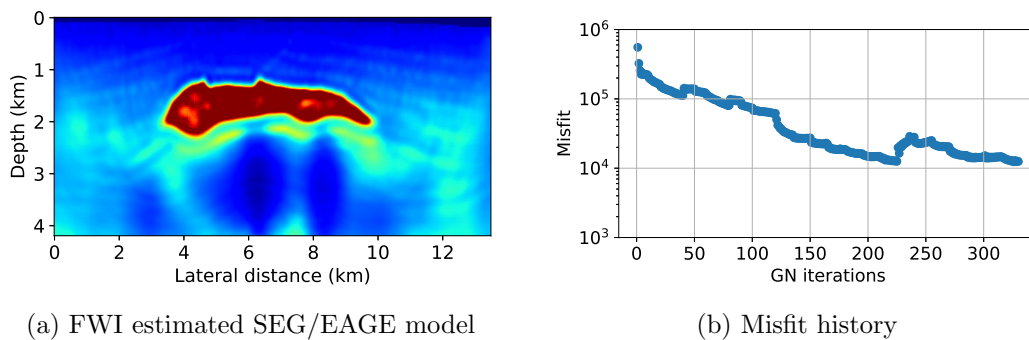 0
1
2
3
4
Depth (km)
0 2 4 6 8 10 12
Lateral distance (km)
(a) FWI estimated SEG/EAGE model
10^6
10^5
10^4
10^3
Misfit
0 50 100 150 200 250 300
GN iterations
(b) Misfit history